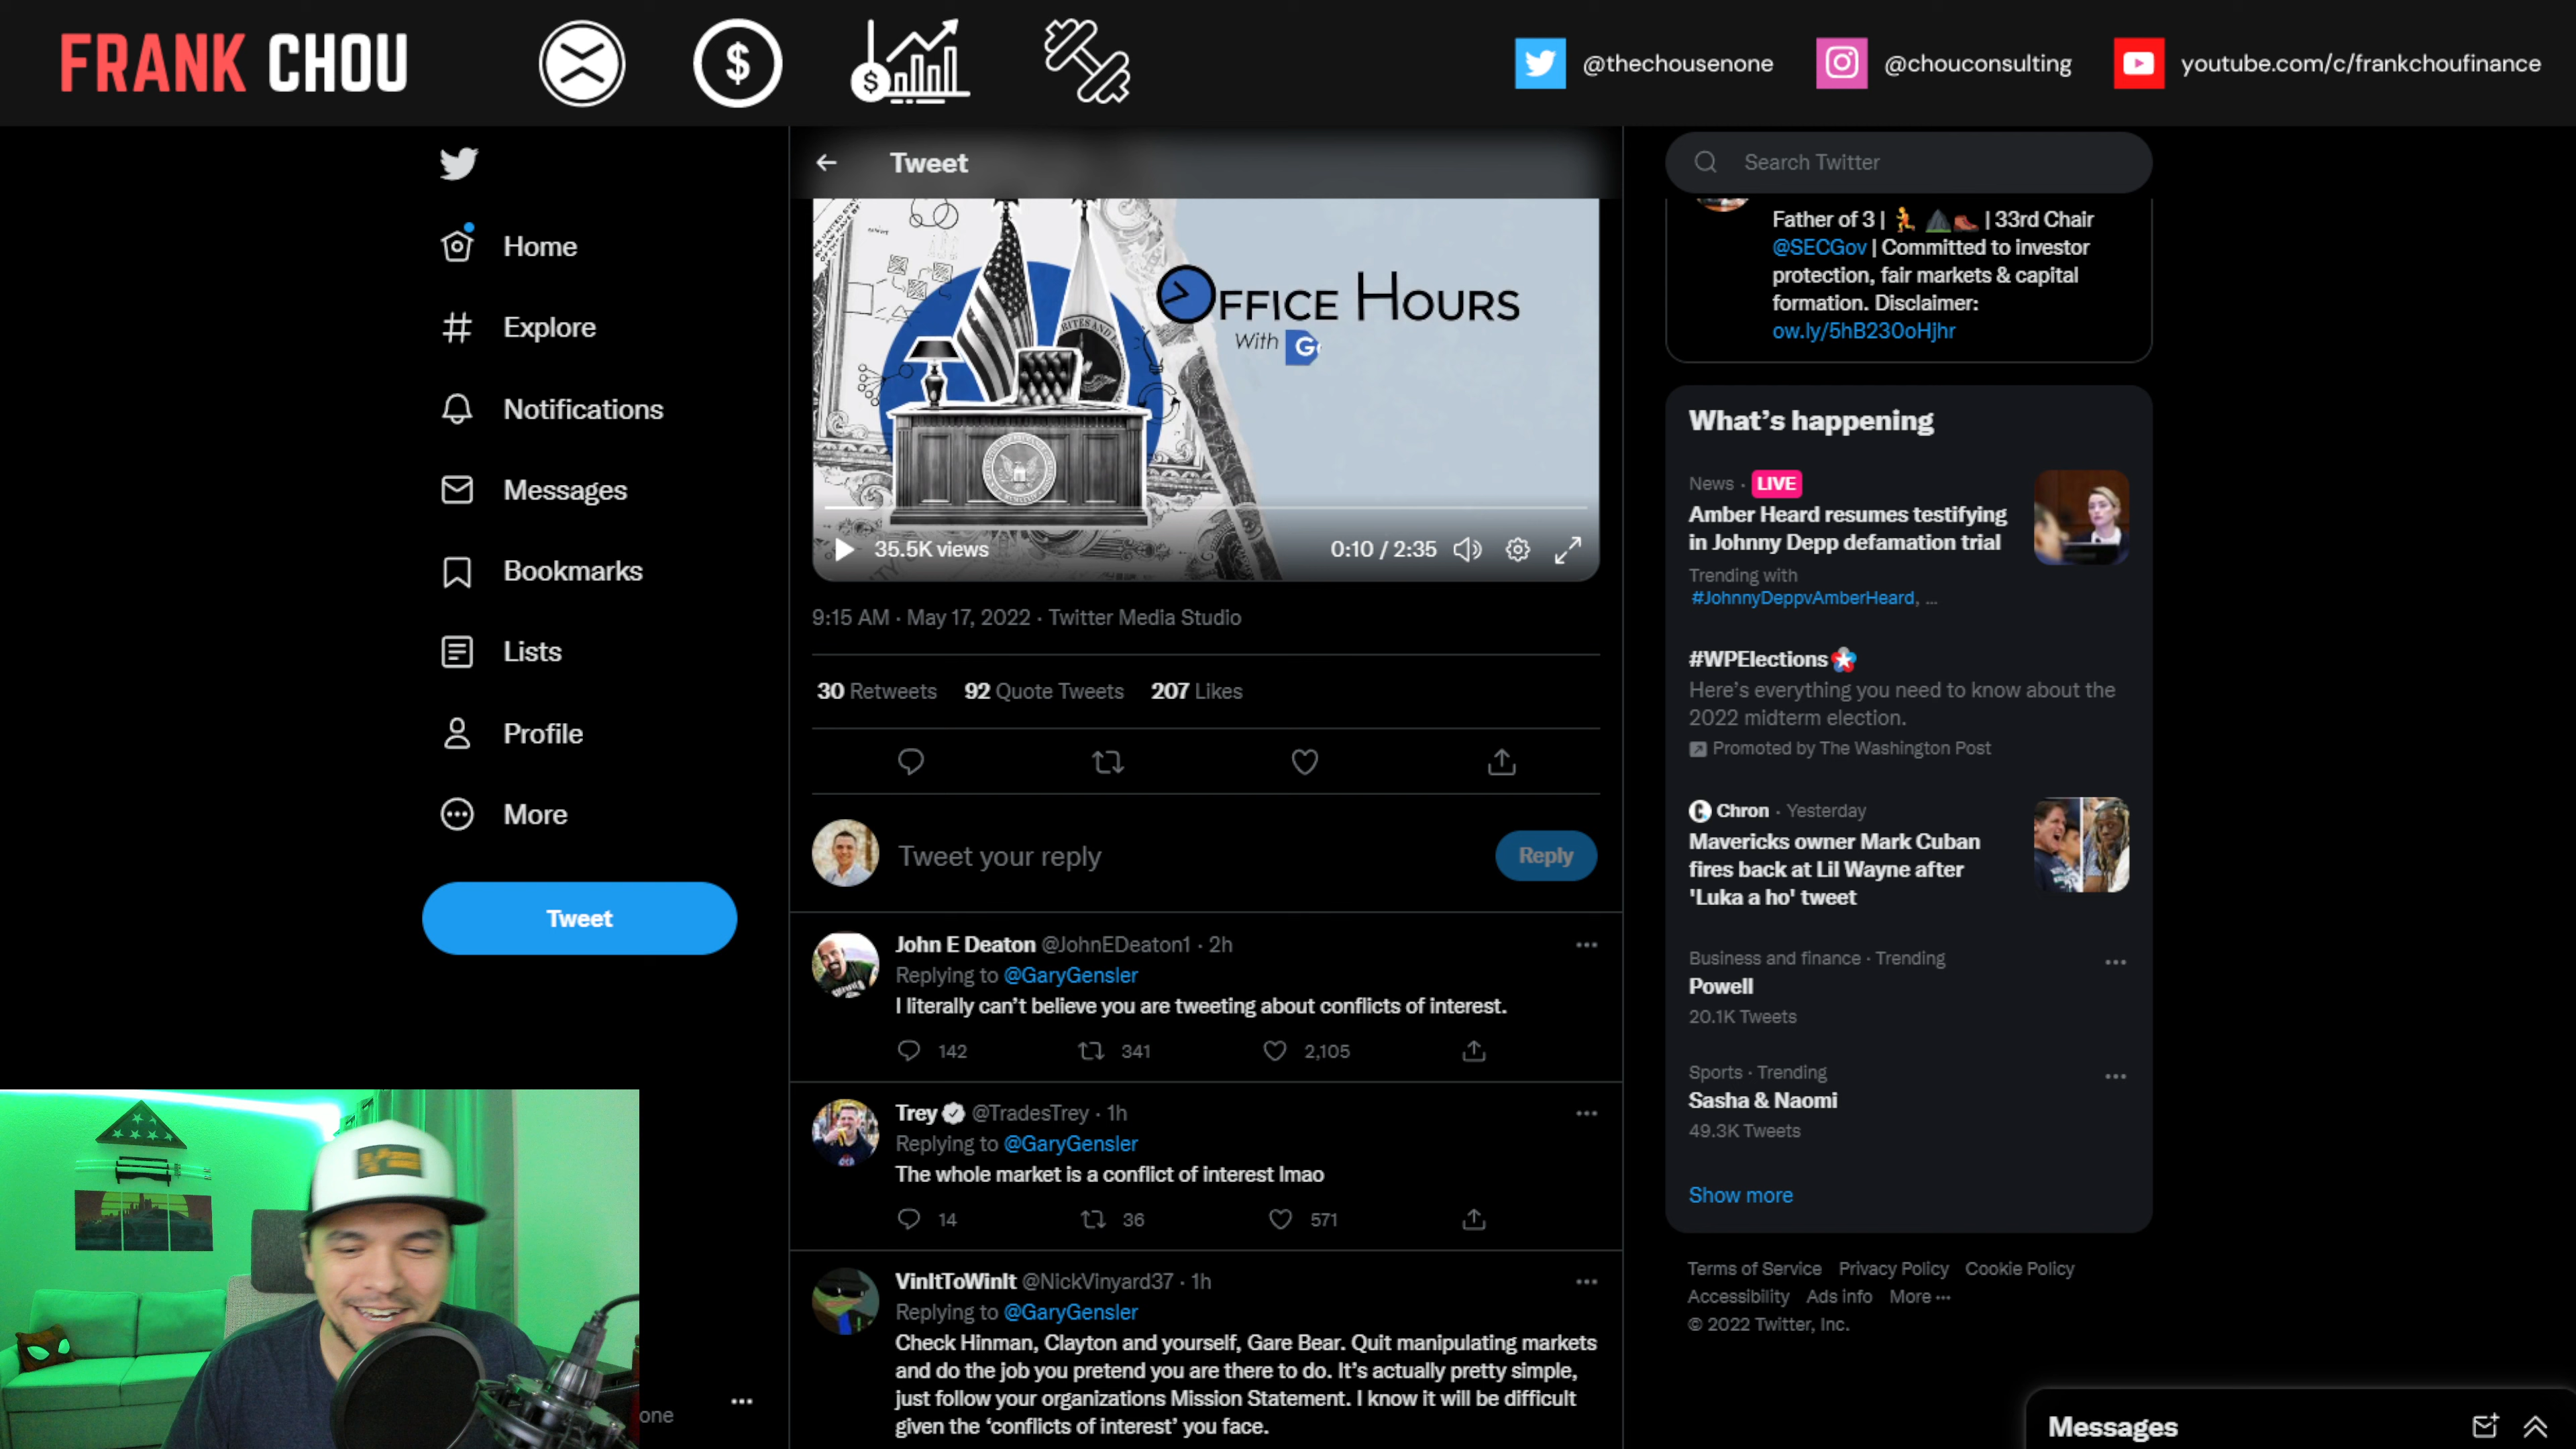 FRANK CHOU
@thechousenone
@chouconsulting
youtube.com/c/frankchoufinance
Home
Explore
Notifications
Messages
Bookmarks
Lists
Profile
More
Tweet
Tweet
OFFICE HOURS
With G
35.5K views
0:10 / 2:35
9:15 AM · May 17, 2022 · Twitter Media Studio
30 Retweets 92 Quote Tweets 207 Likes
Tweet your reply
Reply
John E Deaton @JohnEDeaton1 · 2h
Replying to @GaryGensler
I literally can’t believe you are tweeting about conflicts of interest.
142 341 2,105
Trey @TradesTrey · 1h
Replying to @GaryGensler
The whole market is a conflict of interest lmao
14 36 571
VinItToWinIt @NickVinyard37 · 1h
Replying to @GaryGensler
Check Hinman, Clayton and yourself, Gare Bear. Quit manipulating markets
and do the job you pretend you are there to do. It’s actually pretty simple,
just follow your organizations Mission Statement. I know it will be difficult
given the ‘conflicts of interest’ you face.
one
Search Twitter
Father of 3 | | 33rd Chair
@SECGov | Committed to investor
protection, fair markets & capital
formation. Disclaimer:
ow.ly/5hB230oHjhr
What’s happening
News · LIVE
Amber Heard resumes testifying
in Johnny Depp defamation trial
Trending with
#JohnnyDeppvAmberHeard, ...
#WPElections
Here’s everything you need to know about the
2022 midterm election.
Promoted by The Washington Post
Chron · Yesterday
Mavericks owner Mark Cuban
fires back at Lil Wayne after
'Luka a ho' tweet
Business and finance · Trending
Powell
20.1K Tweets
Sports · Trending
Sasha & Naomi
49.3K Tweets
Show more
Terms of Service Privacy Policy Cookie Policy
Accessibility Ads info More ...
© 2022 Twitter, Inc.
Messages